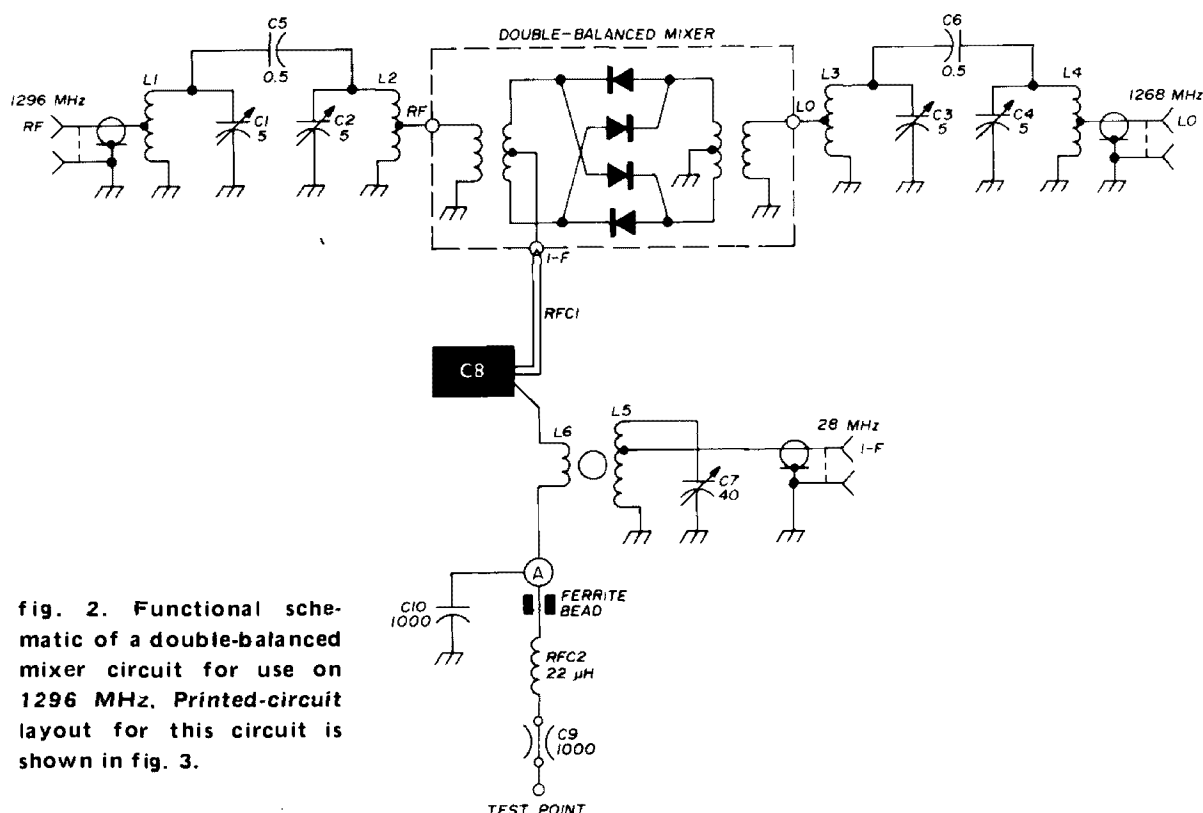 DOUBLE-BALANCED MIXER
C5
0.5
C6
0.5
L1
L2
L3
L4
1296 MHz
RF
C1
5
C2
5
RF
LO
C3
5
C4
5
1268 MHz
LO
I-F
RFC1
C8
L6
L5
28 MHz
I-F
C7
40
A
C10
1000
FERRITE
BEAD
RFC2
22 µH
C9
1000
TEST POINT
fig. 2. Functional sche-
matic of a double-balanced
mixer circuit for use on
1296 MHz. Printed-circuit
layout for this circuit is
shown in fig. 3.